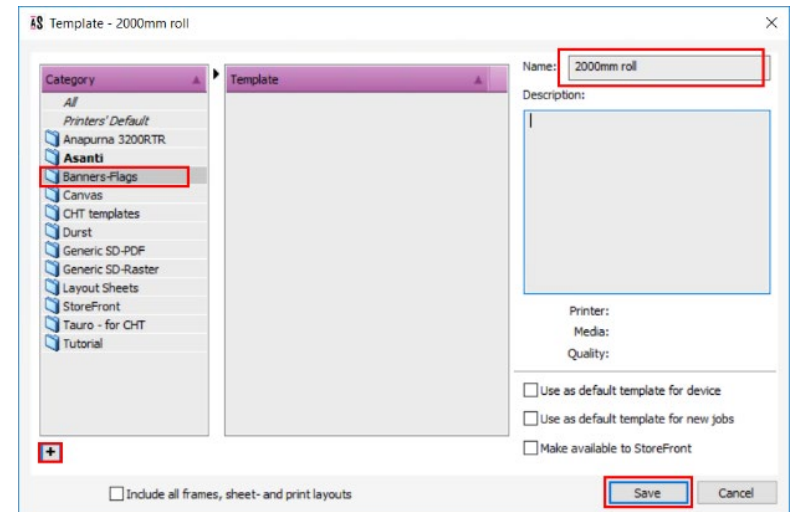 ÂS Template - 2000mm roll
Category
Template
Name: 2000mm roll
Description:
All
Printers' Default
Anapurna 3200RTR
Asanti
Banners-Flags
Canvas
CHT templates
Durst
Generic SD-PDF
Generic SD-Raster
Layout Sheets
StoreFront
Tauro - for CHT
Tutorial
Printer:
Media:
Quality:
Use as default template for device
Use as default template for new jobs
Make available to StoreFront
+
Include all frames, sheet- and print layouts
Save
Cancel